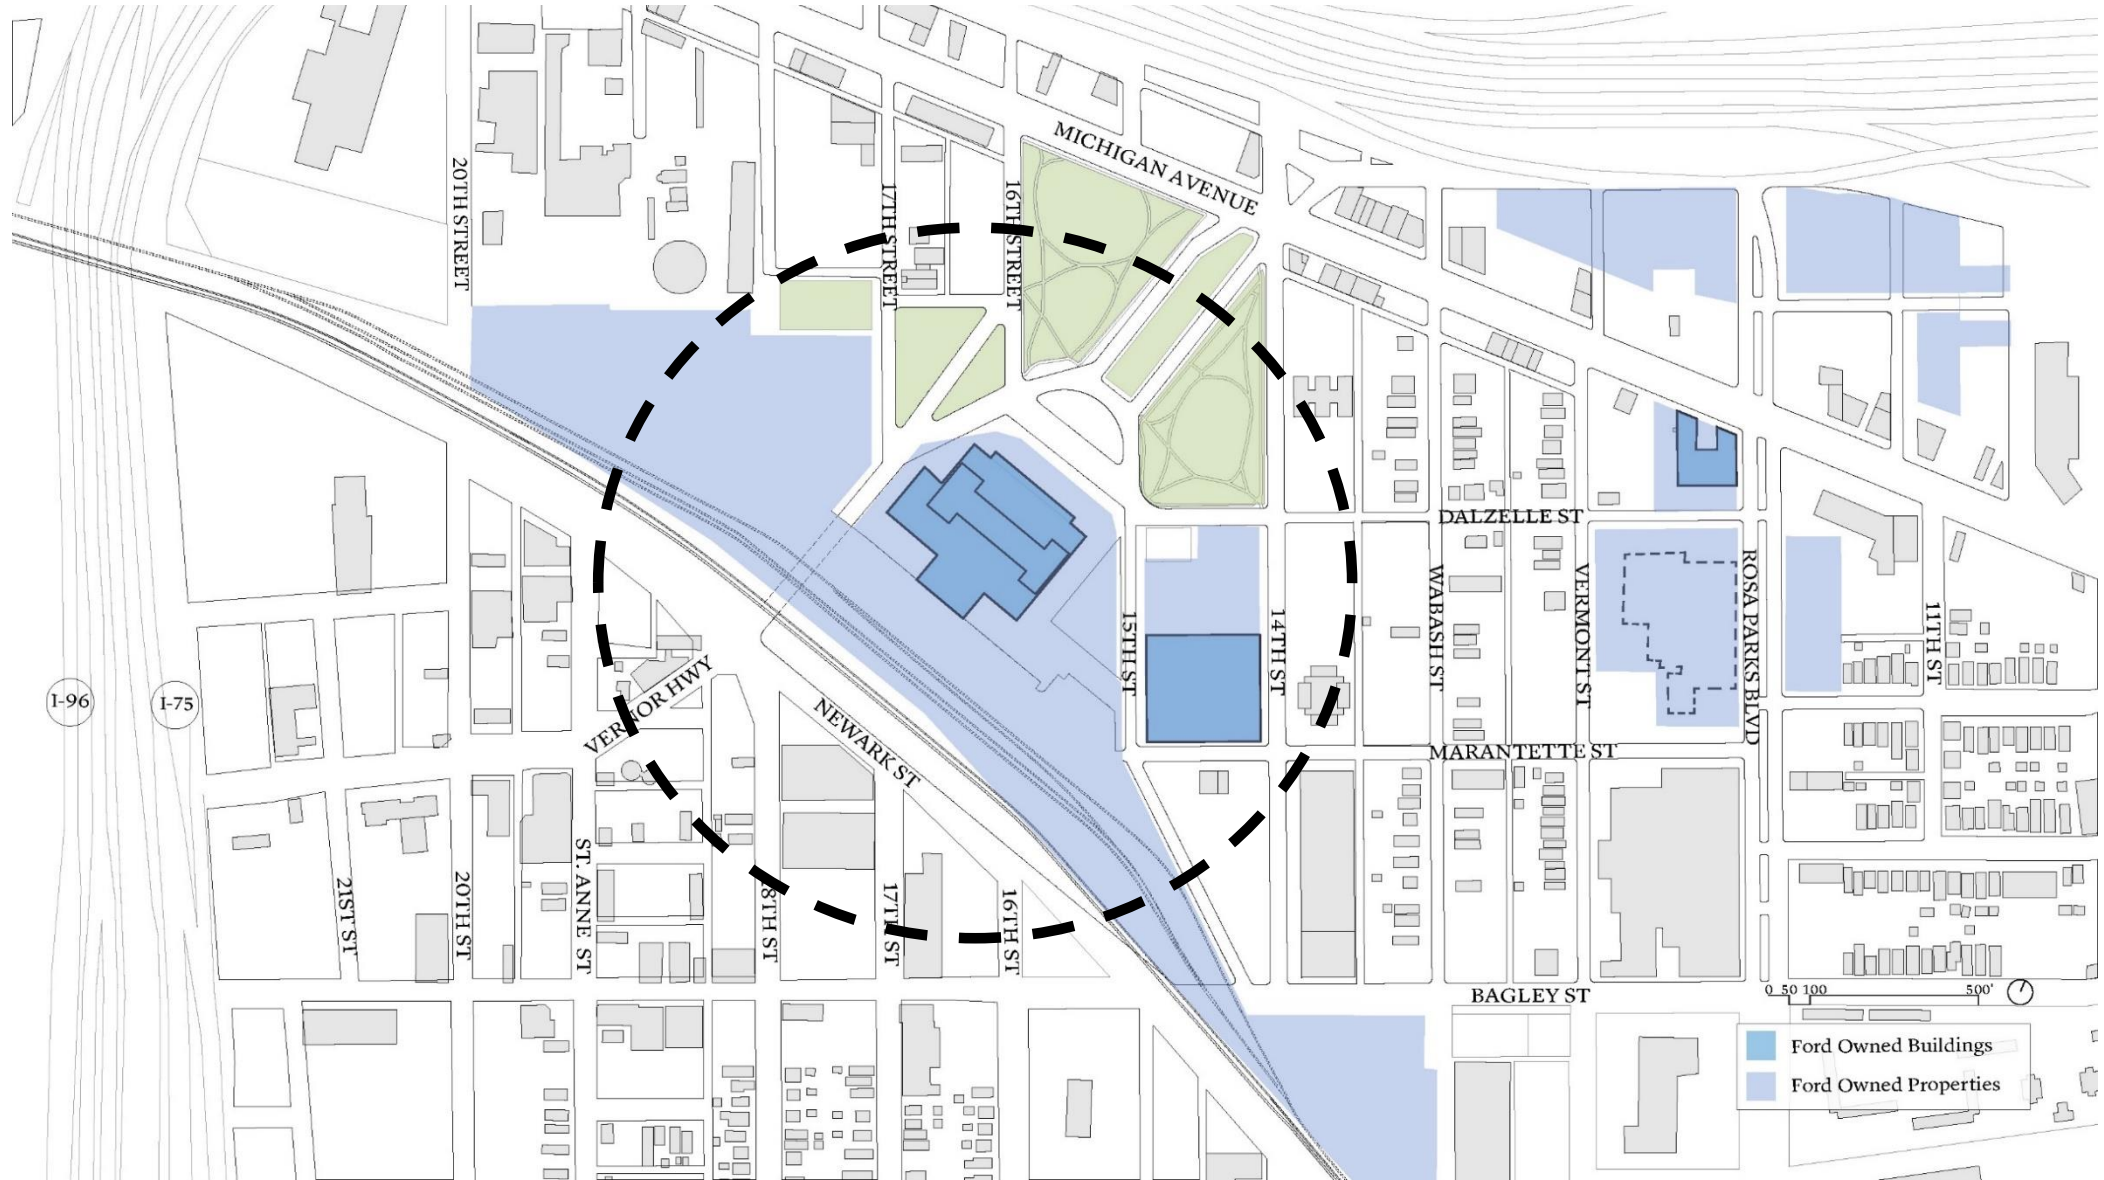 MICHIGAN AVENUE
20TH STREET
17TH STREET
16TH STREET
DALZELLE ST
WABASH ST
VERMONT ST
ROSA PARKS BLVD
11TH ST
15TH ST
14TH ST
I-96
I-75
VERNOR HWY
NEWARK ST
MARANTETTE ST
21ST ST
20TH ST
ST. ANNE ST
18TH ST
17TH ST
16TH ST
BAGLEY ST
0 50 100 500'
Ford Owned Buildings
Ford Owned Properties